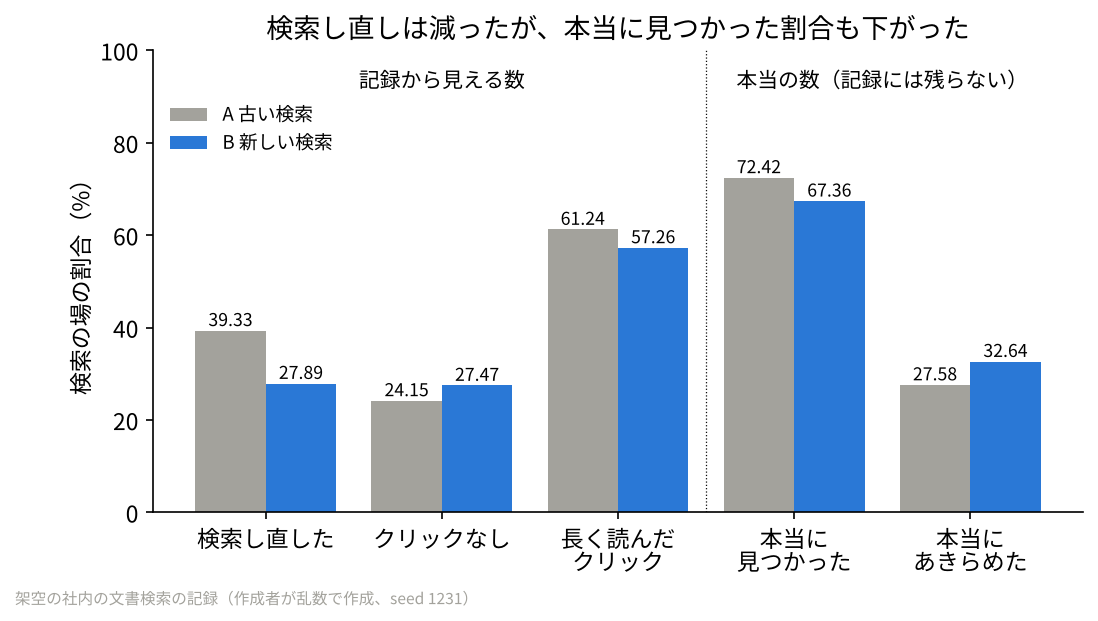 検索し直しは減ったが、本当に見つかった割合も下がった
記録から見える数
本当の数（記録には残らない）
A 古い検索
B 新しい検索
検索の場の割合（%）
100
80
60
40
20
0
39.33
27.89
24.15
27.47
61.24
57.26
72.42
67.36
27.58
32.64
検索し直した
クリックなし
長く読んだ
クリック
本当に
見つかった
本当に
あきらめた
架空の社内の文書検索の記録（作成者が乱数で作成、seed 1231）